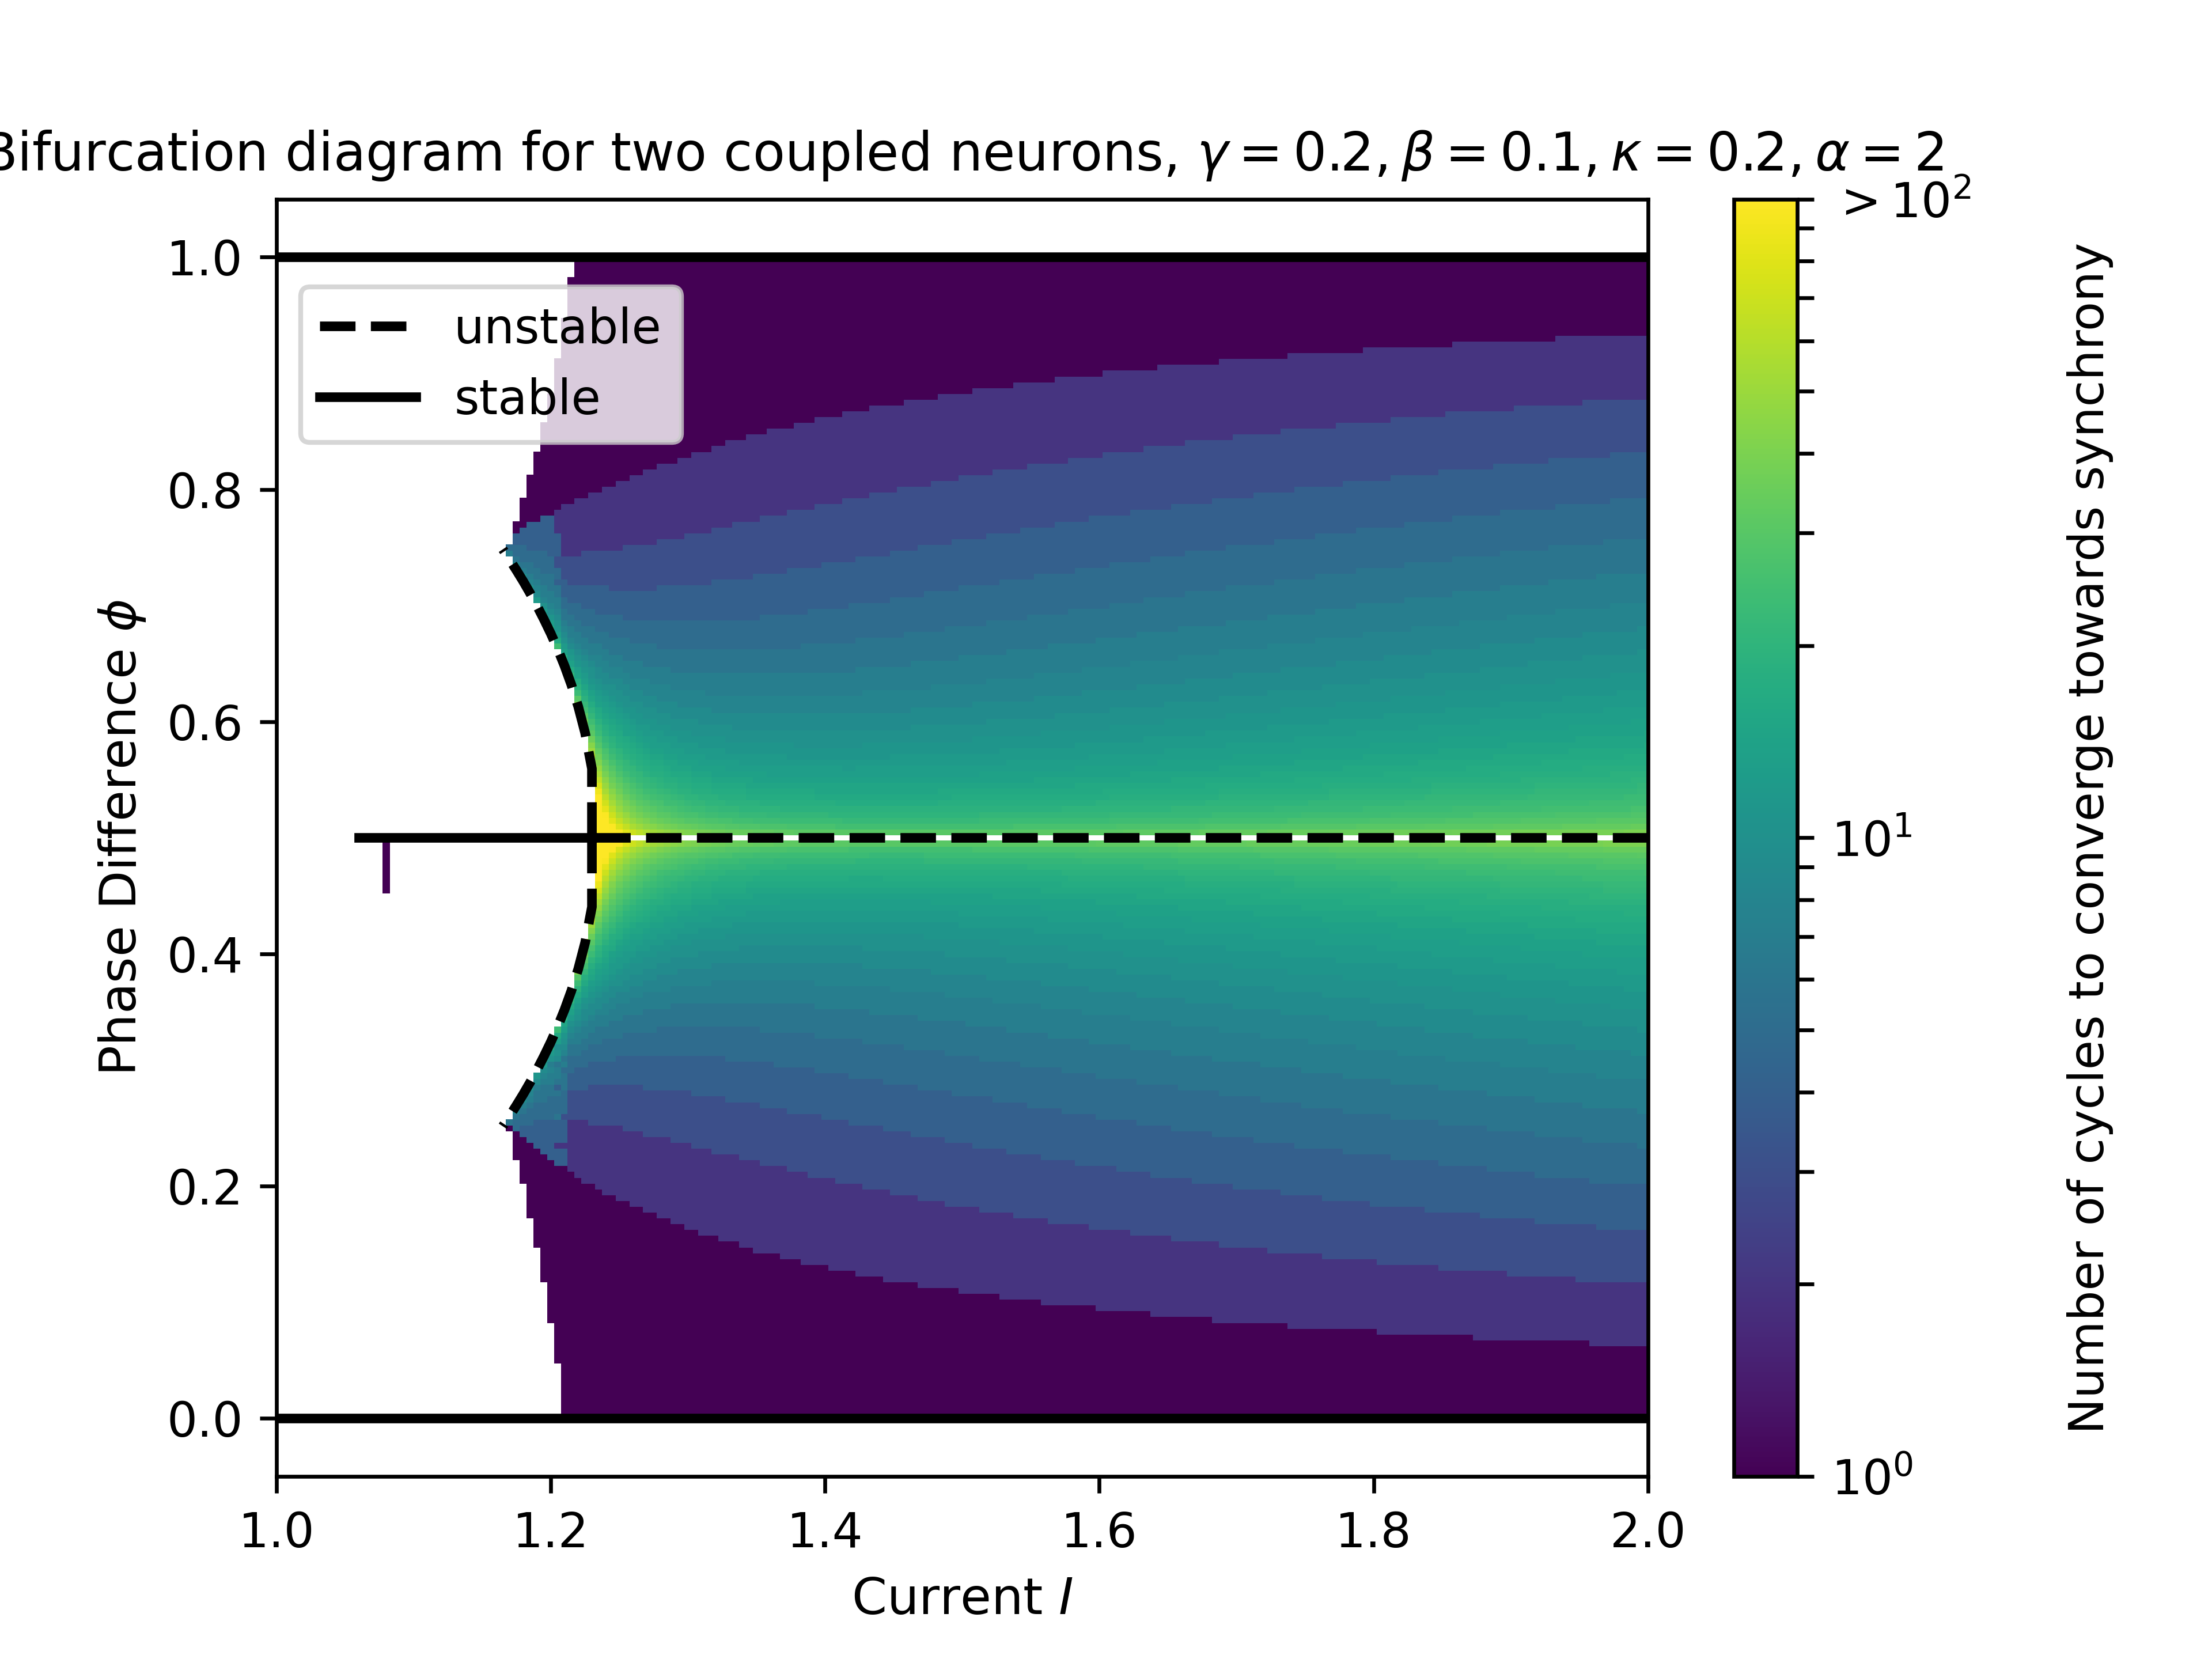 Bifurcation diagram for two coupled neurons, γ = 0.2, β = 0.1, κ = 0.2, α = 2
unstable
stable
1.0
0.8
0.6
0.4
0.2
0.0
Phase Difference ϕ
1.0 1.2 1.4 1.6 1.8 2.0
Current I
> 10²
10¹
10⁰
Number of cycles to converge towards synchrony